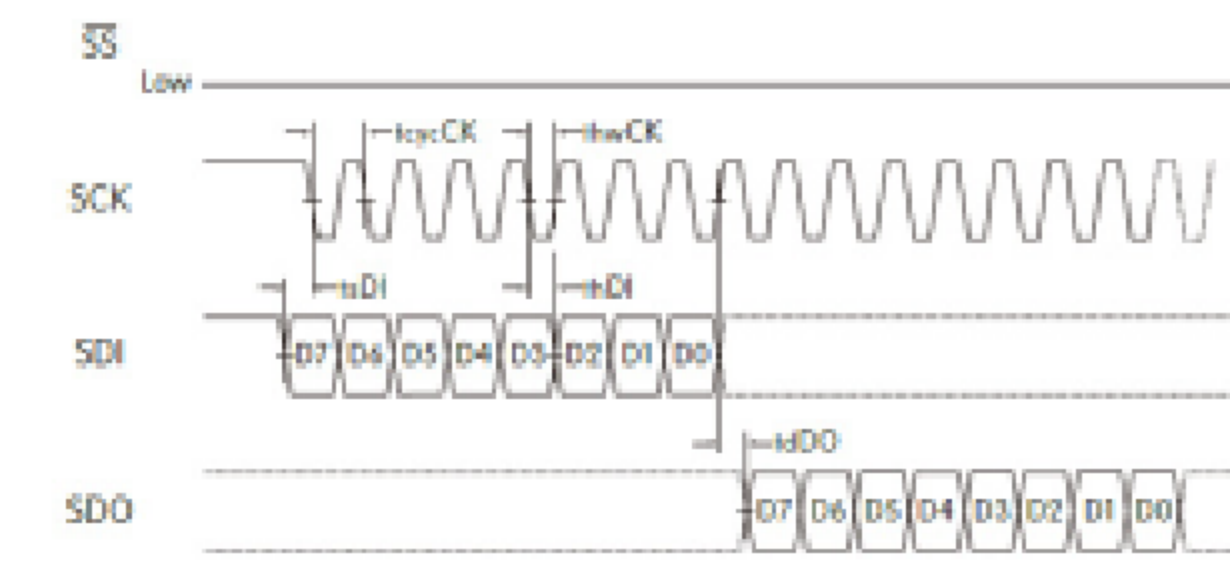 SS
Low
tcycCK thwCK
SCK
tsDI thDI
SDI D7 D6 D5 D4 D3 D2 D1 D0
tdDO
SDO D7 D6 D5 D4 D3 D2 D1 D0